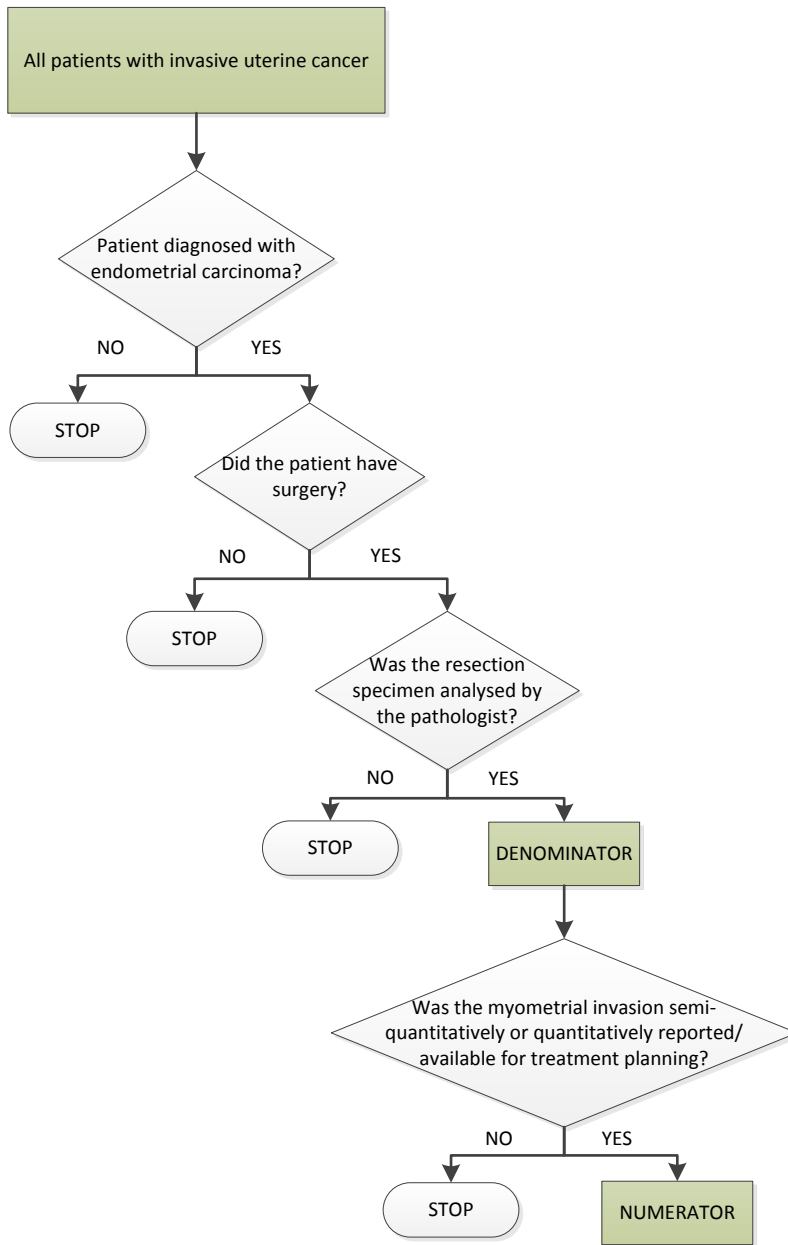 All patients with invasive uterine cancer
Patient diagnosed with
endometrial carcinoma?
NO
YES
STOP
Did the patient have
surgery?
NO
YES
STOP
Was the resection
specimen analysed by
the pathologist?
NO
YES
STOP
DENOMINATOR
Was the myometrial invasion semi-
quantitatively or quantitatively reported/
available for treatment planning?
NO
YES
STOP
NUMERATOR